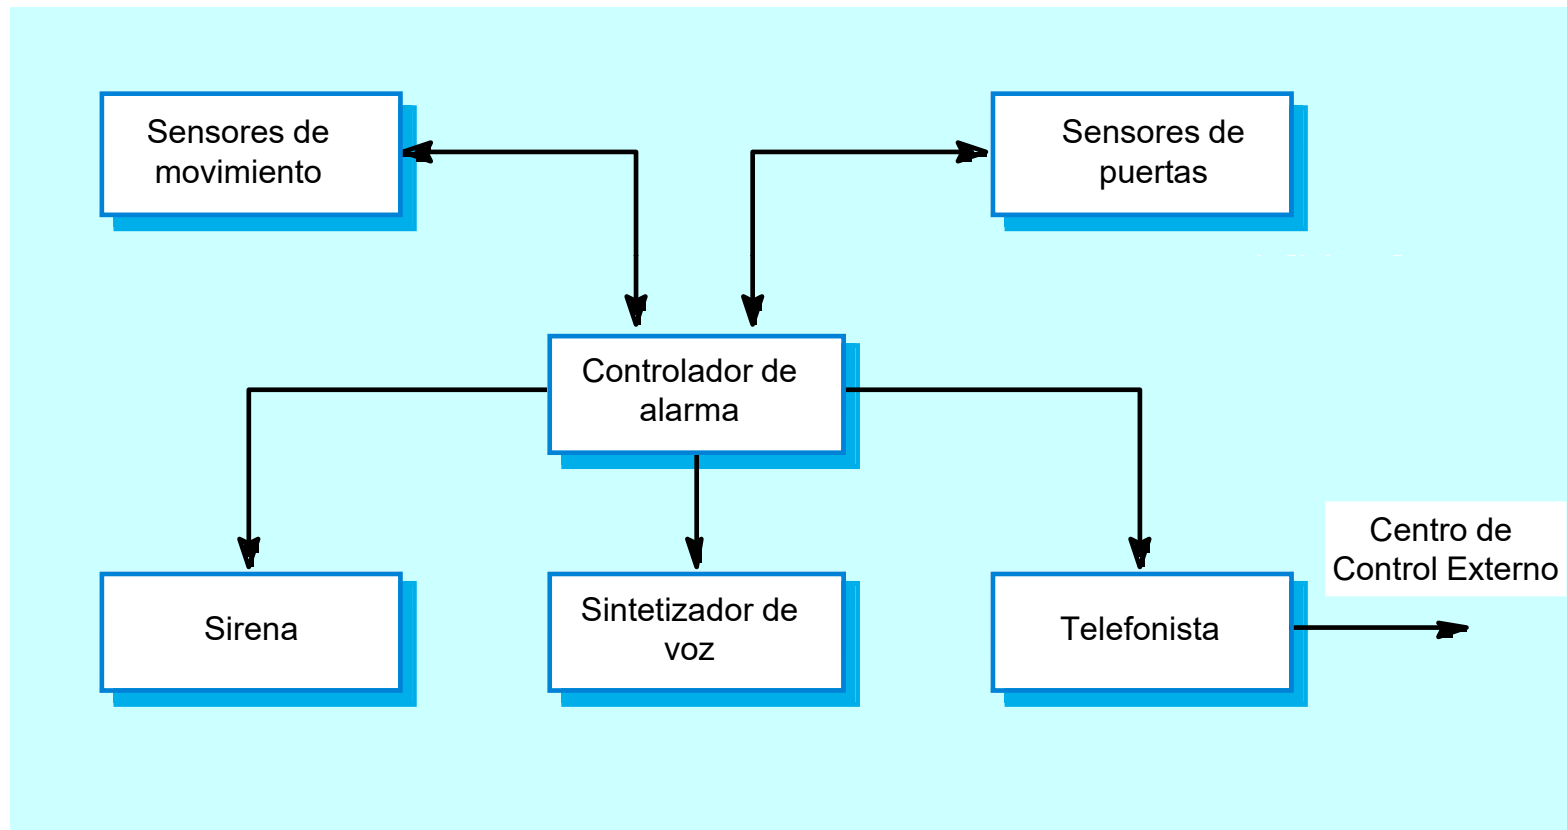 Sensores de
movimiento
Sensores de
puertas
Controlador de
alarma
Centro de
Control Externo
Sirena
Sintetizador de
voz
Telefonista